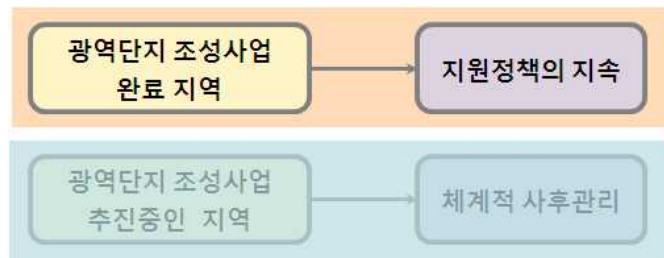 광역단지 조성사업
완료 지역
지원정책의 지속
광역단지 조성사업
추진중인 지역
체계적 사후관리